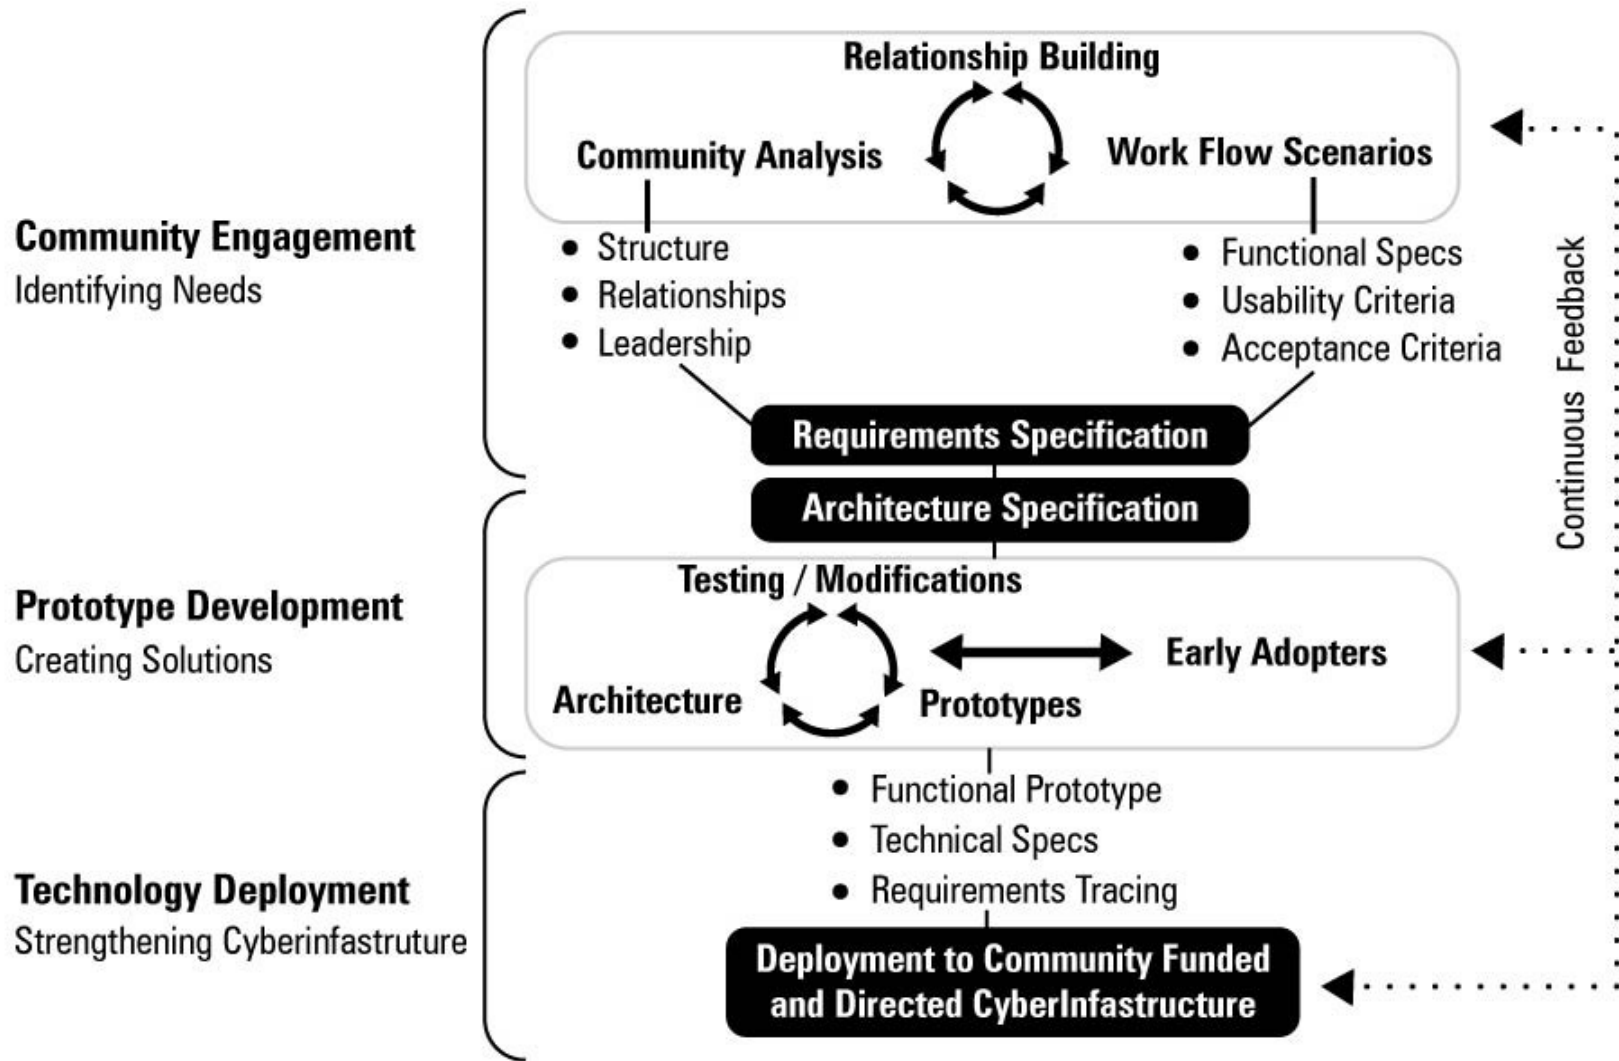 Relationship Building
Community Analysis
Work Flow Scenarios
Community Engagement
Identifying Needs
Structure
Relationships
Leadership
Functional Specs
Usability Criteria
Acceptance Criteria
Requirements Specification
Continuous Feedback
Architecture Specification
Prototype Development
Creating Solutions
Testing / Modifications
Early Adopters
Architecture
Prototypes
Technology Deployment
Strengthening Cyberinfastruture
Functional Prototype
Technical Specs
Requirements Tracing
Deployment to Community Funded
and Directed CyberInfastructure